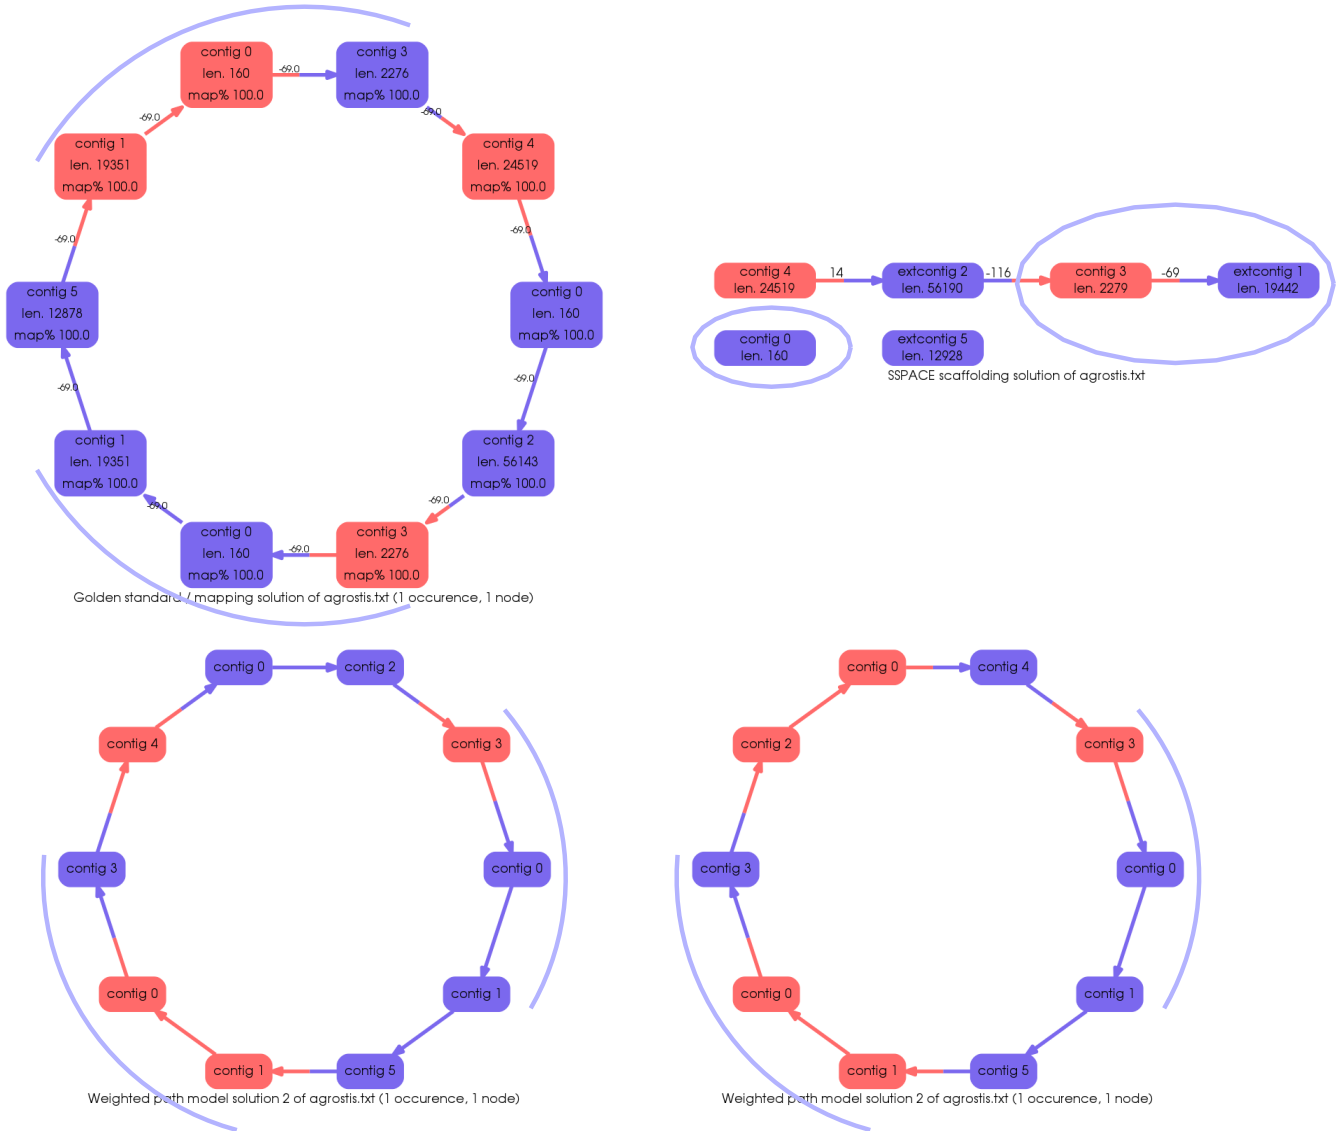 contig 0
len. 160
map% 100.0
-69.0
contig 3
len. 2276
map% 100.0
-69.0
contig 4
len. 24519
map% 100.0
-69.0
contig 0
len. 160
map% 100.0
-69.0
contig 2
len. 56143
map% 100.0
-69.0
contig 3
len. 2276
map% 100.0
-69.0
contig 0
len. 160
map% 100.0
-69.0
contig 1
len. 19351
map% 100.0
-69.0
contig 5
len. 12878
map% 100.0
-69.0
contig 1
len. 19351
map% 100.0
-69.0
Golden standard / mapping solution of agrostis.txt (1 occurence, 1 node)
contig 4
len. 24519
14
extcontig 2
len. 56190
-116
contig 3
len. 2279
-69
extcontig 1
len. 19442
contig 0
len. 160
extcontig 5
len. 12928
SSPACE scaffolding solution of agrostis.txt
contig 0
contig 2
contig 3
contig 0
contig 1
contig 5
contig 1
contig 0
contig 3
contig 4
Weighted path model solution 2 of agrostis.txt (1 occurence, 1 node)
contig 0
contig 4
contig 3
contig 0
contig 1
contig 5
contig 1
contig 0
contig 3
contig 2
Weighted path model solution 2 of agrostis.txt (1 occurence, 1 node)